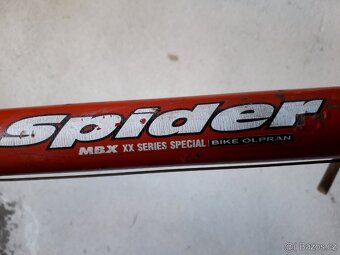 spider
MBX XX SERIES SPECIAL | BIKE OLPRAN
Bazos.cz